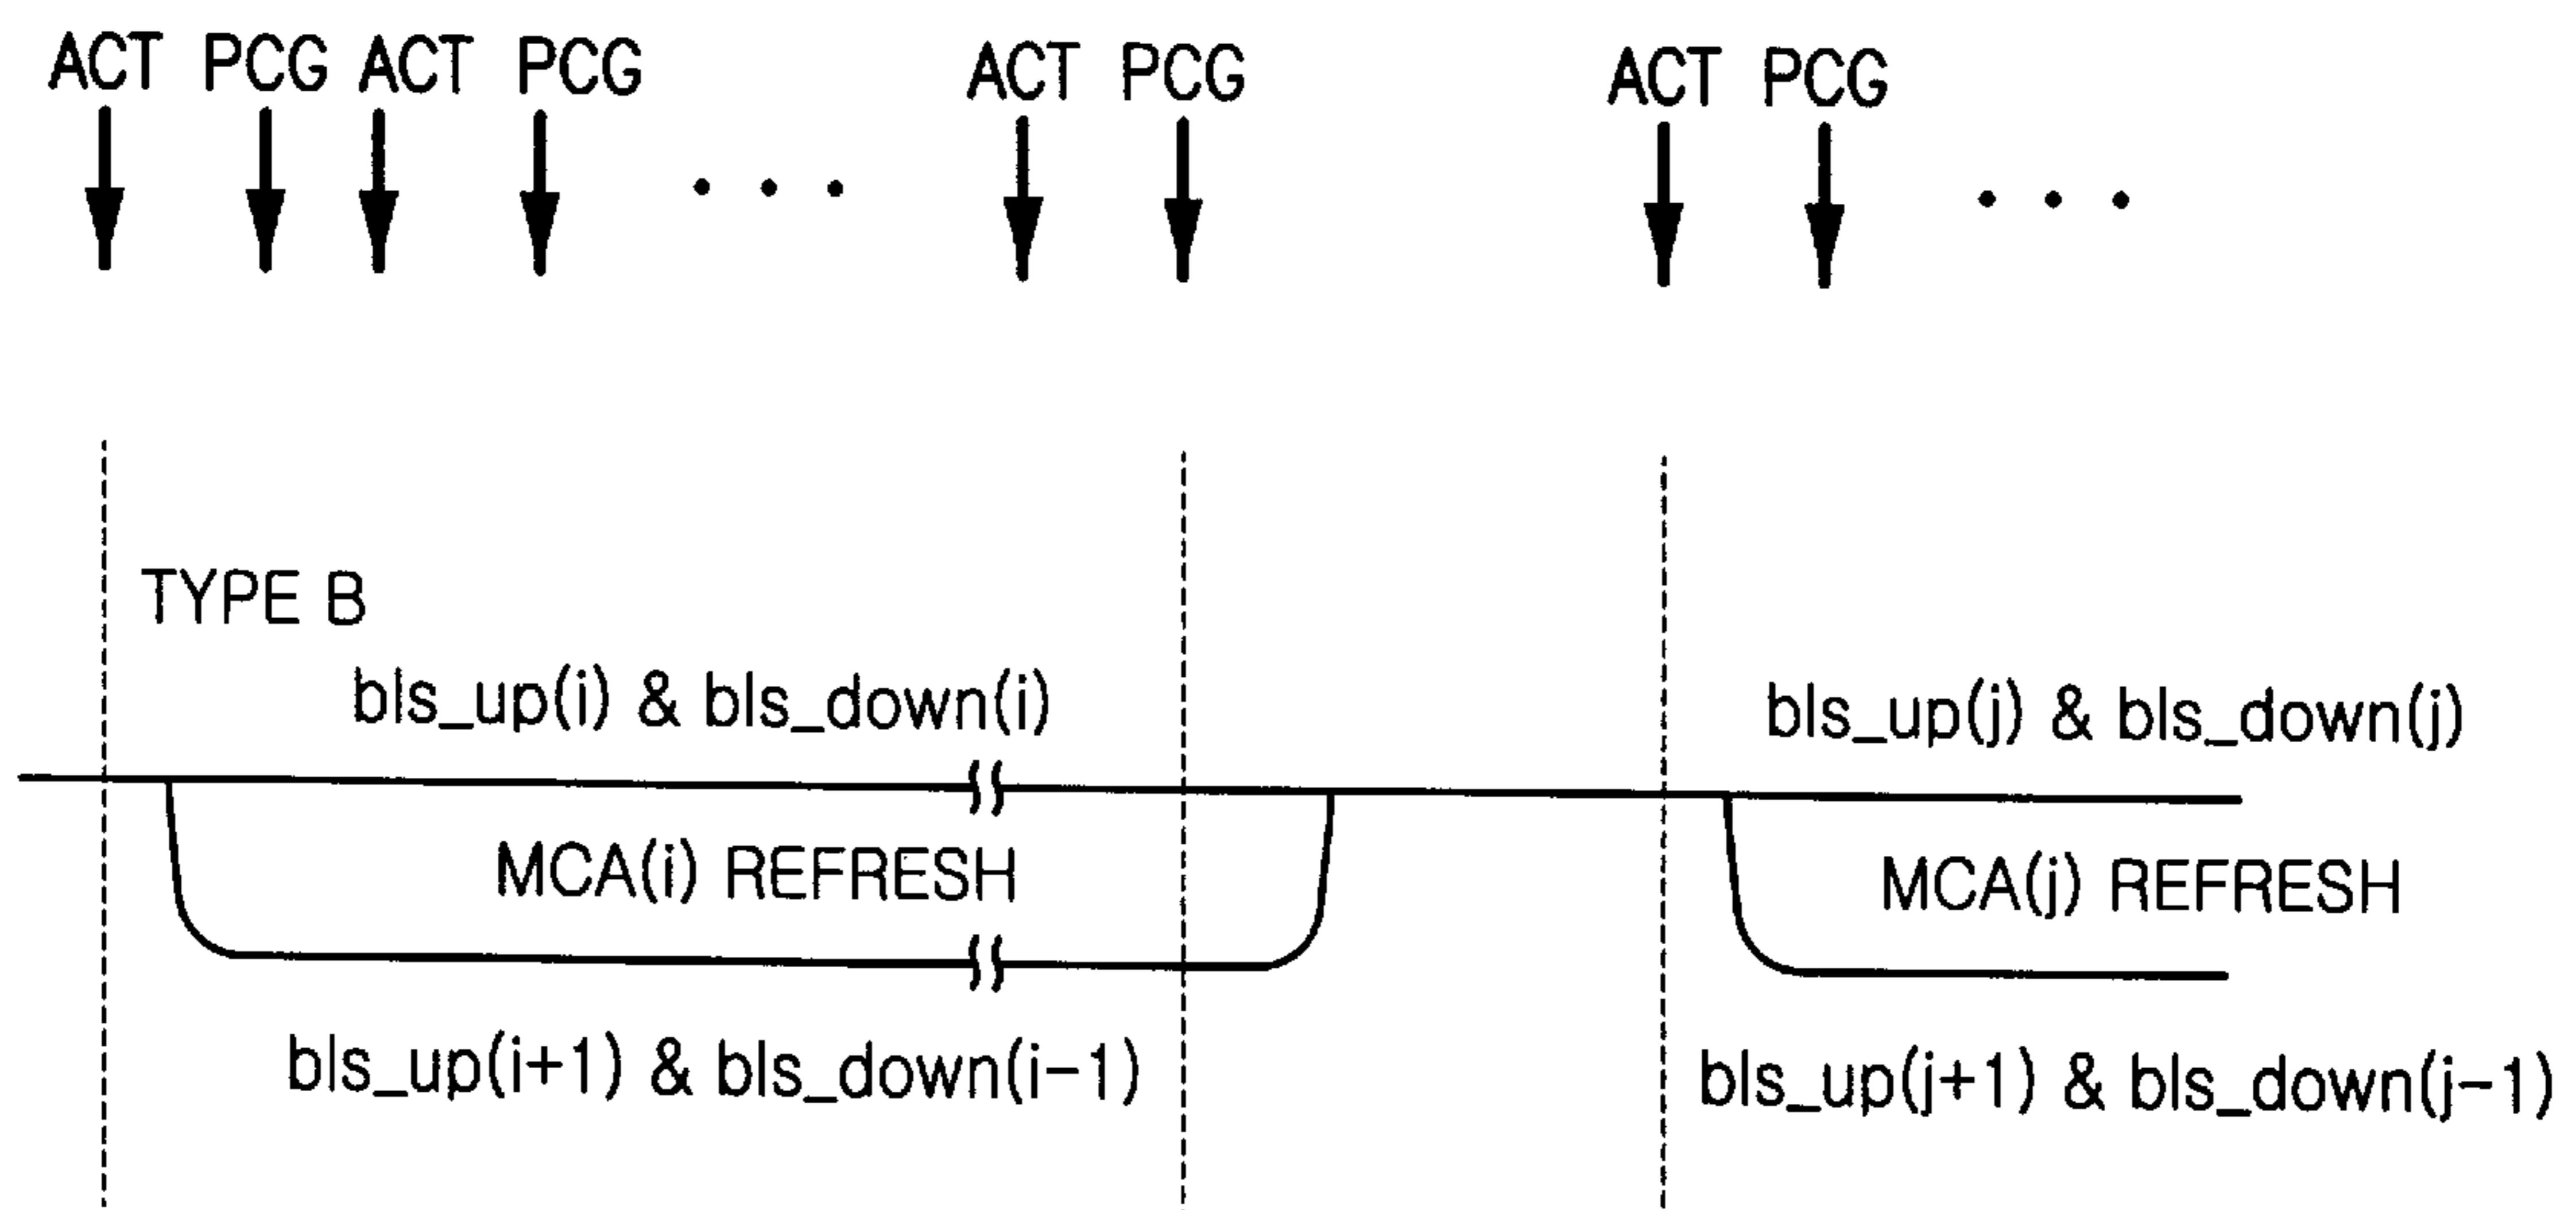 ACT PCG ACT PCG ACT PCG ACT PCG
TYPE B
bls_up(i) & bls_down(i) bls_up(j) & bls_down(j)
MCA(i) REFRESH MCA(j) REFRESH
bls_up(i+1) & bls_down(i-1) bls_up(j+1) & bls_down(j-1)